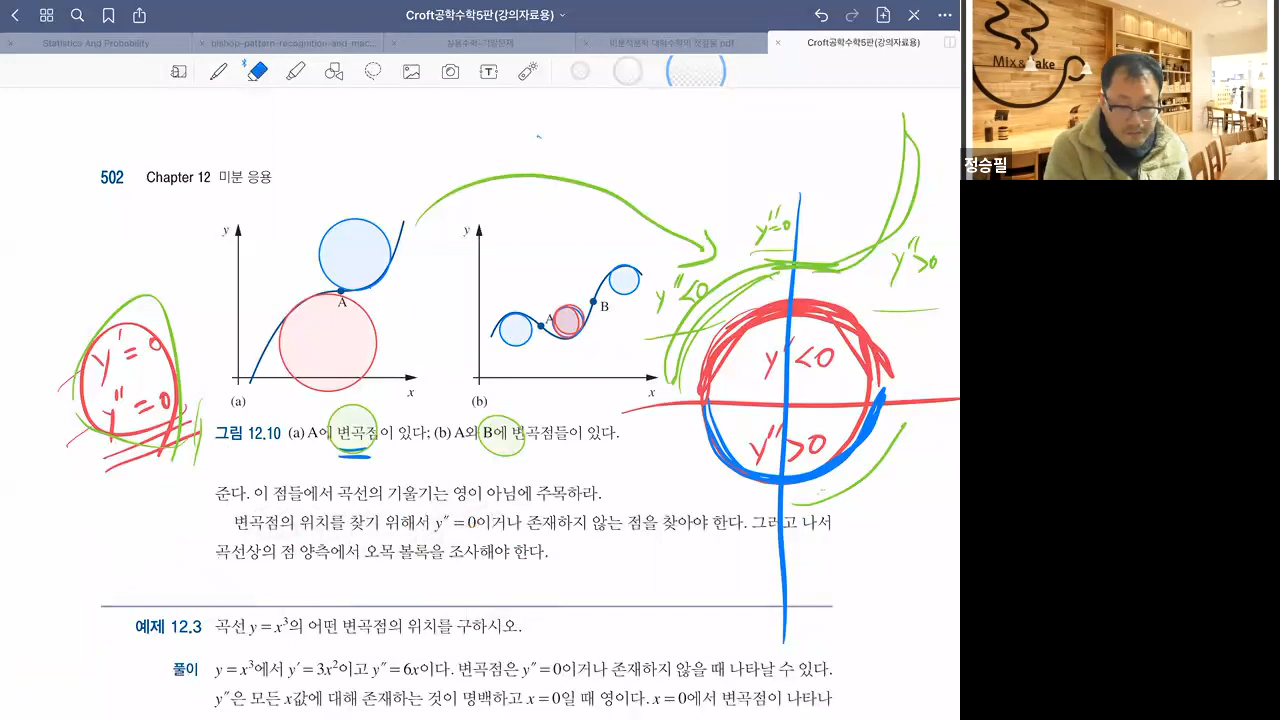 Croft공학수학5판(강의자료용)
Statistics And Probability
bishop-pattern-recognition-and-mac...
실용수학-기말문제
Croft공학수학5판(강의자료용)
Mix&
정승필
502 Chapter 12 미분 응용
y
A
x
(a)
y
A
B
x
(b)
y' = 0
y'' = 0
y''<0
y''=0
y''>0
y''<0
y''>0
그림 12.10 (a) A에 변곡점이 있다; (b) A와 B에 변곡점들이 있다.
준다. 이 점들에서 곡선의 기울기는 영이 아님에 주목하라.
변곡점의 위치를 찾기 위해서 y″ = 0이거나 존재하지 않는 점을 찾아야 한다. 그러고 나서
곡선상의 점 양측에서 오목 볼록을 조사해야 한다.
예제 12.3 곡선 y = x³의 어떤 변곡점의 위치를 구하시오.
풀이 y = x³에서 y′ = 3x²이고 y″ = 6x이다. 변곡점은 y″ = 0이거나 존재하지 않을 때 나타날 수 있다.
y″은 모든 x값에 대해 존재하는 것이 명백하고 x = 0일 때 영이다. x = 0에서 변곡점이 나타나